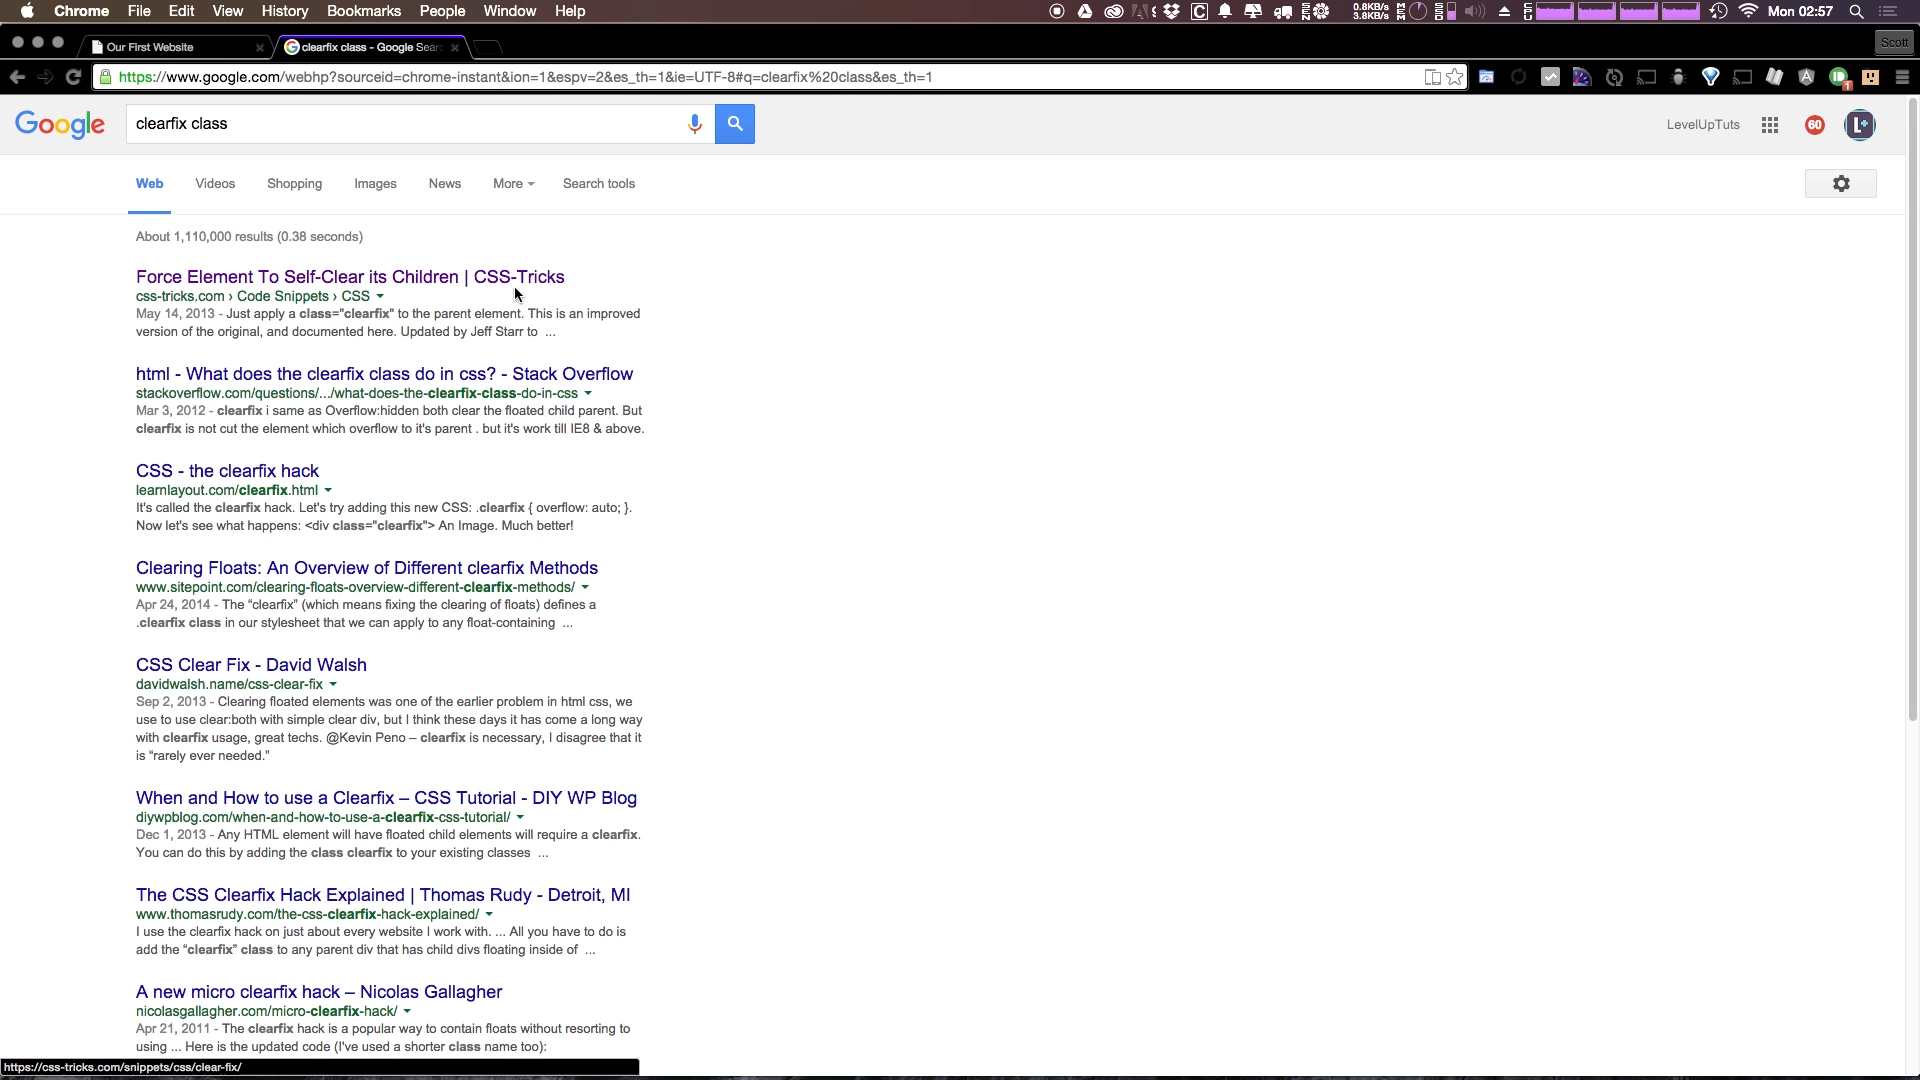 Chrome File Edit View History Bookmarks People Window Help 0.8KB/s 3.8KB/s Mon 02:57
Our First Website clearfix class - Google Sear Scott
https://www.google.com/webhp?sourceid=chrome-instant&ion=1&espv=2&es_th=1&ie=UTF-8#q=clearfix%20class&es_th=1
Google clearfix class LevelUpTuts 60 L+
Web Videos Shopping Images News More Search tools
About 1,110,000 results (0.38 seconds)
Force Element To Self-Clear its Children | CSS-Tricks
css-tricks.com › Code Snippets › CSS
May 14, 2013 - Just apply a class="clearfix" to the parent element. This is an improved
version of the original, and documented here. Updated by Jeff Starr to ...
html - What does the clearfix class do in css? - Stack Overflow
stackoverflow.com/questions/.../what-does-the-clearfix-class-do-in-css
Mar 3, 2012 - clearfix i same as Overflow:hidden both clear the floated child parent. But
clearfix is not cut the element which overflow to it's parent . but it's work till IE8 & above.
CSS - the clearfix hack
learnlayout.com/clearfix.html
It's called the clearfix hack. Let's try adding this new CSS: .clearfix { overflow: auto; }.
Now let's see what happens: <div class="clearfix"> An Image. Much better!
Clearing Floats: An Overview of Different clearfix Methods
www.sitepoint.com/clearing-floats-overview-different-clearfix-methods/
Apr 24, 2014 - The “clearfix” (which means fixing the clearing of floats) defines a
.clearfix class in our stylesheet that we can apply to any float-containing ...
CSS Clear Fix - David Walsh
davidwalsh.name/css-clear-fix
Sep 2, 2013 - Clearing floated elements was one of the earlier problem in html css, we
use to use clear:both with simple clear div, but I think these days it has come a long way
with clearfix usage, great techs. @Kevin Peno – clearfix is necessary, I disagree that it
is “rarely ever needed.”
When and How to use a Clearfix – CSS Tutorial - DIY WP Blog
diywpblog.com/when-and-how-to-use-a-clearfix-css-tutorial/
Dec 1, 2013 - Any HTML element will have floated child elements will require a clearfix.
You can do this by adding the class clearfix to your existing classes ...
The CSS Clearfix Hack Explained | Thomas Rudy - Detroit, MI
www.thomasrudy.com/the-css-clearfix-hack-explained/
I use the clearfix hack on just about every website I work with. ... All you have to do is
add the “clearfix” class to any parent div that has child divs floating inside of ...
A new micro clearfix hack – Nicolas Gallagher
nicolasgallagher.com/micro-clearfix-hack/
Apr 21, 2011 - The clearfix hack is a popular way to contain floats without resorting to
using ... Here is the updated code (I've used a shorter class name too):
https://css-tricks.com/snippets/css/clear-fix/